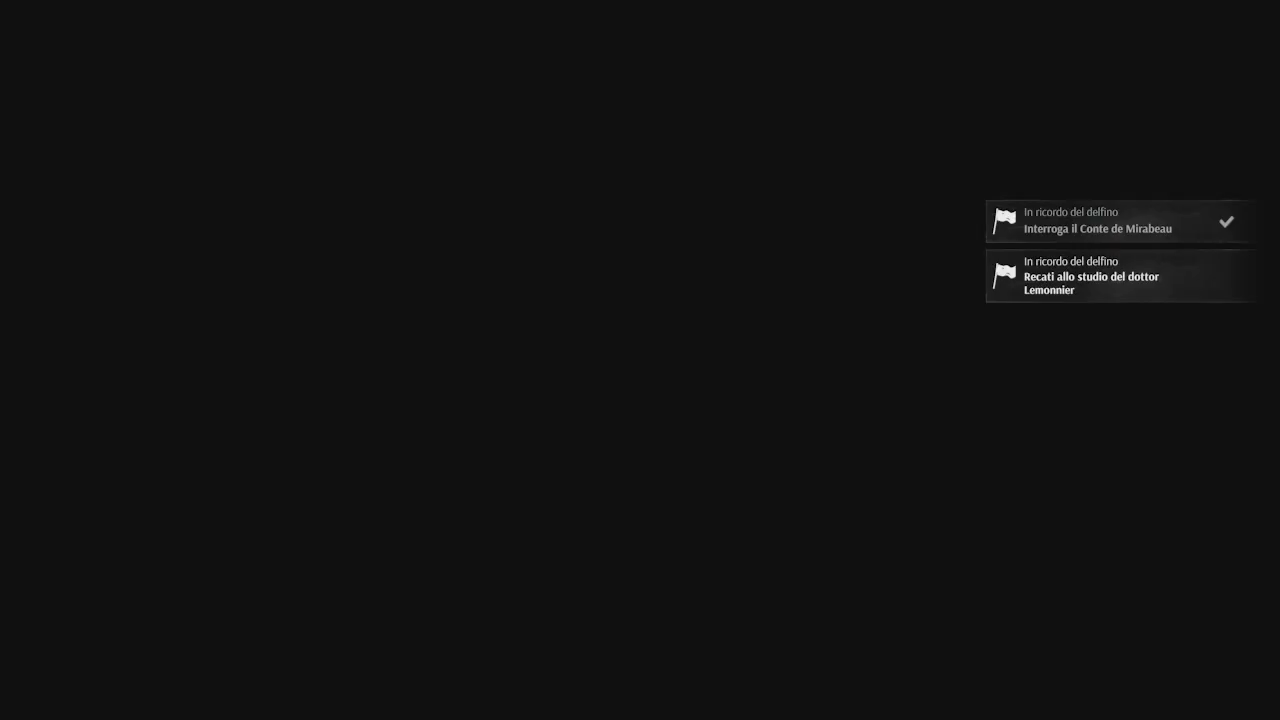 In ricordo del delfino
Interroga il Conte de Mirabeau
In ricordo del delfino
Recati allo studio del dottor
Lemonnier